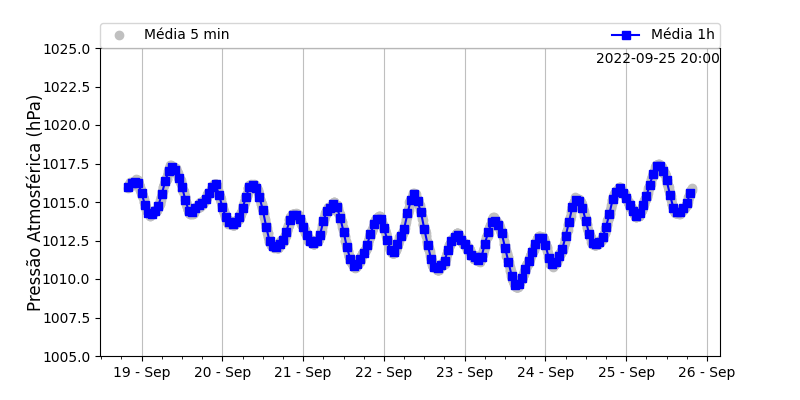 Média 5 min
Média 1h
2022-09-25 20:00
Pressão Atmosférica (hPa)
1025.0
1022.5
1020.0
1017.5
1015.0
1012.5
1010.0
1007.5
1005.0
19 - Sep
20 - Sep
21 - Sep
22 - Sep
23 - Sep
24 - Sep
25 - Sep
26 - Sep